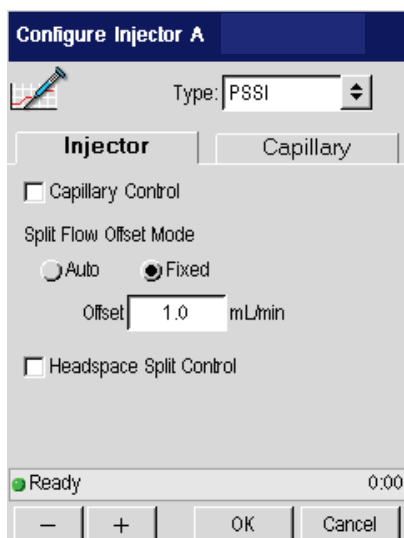 Configure Injector A
Type: PSSI
Injector Capillary
Capillary Control
Split Flow Offset Mode
Auto Fixed
Offset 1.0 mL/min
Headspace Split Control
Ready 0:00
− + OK Cancel